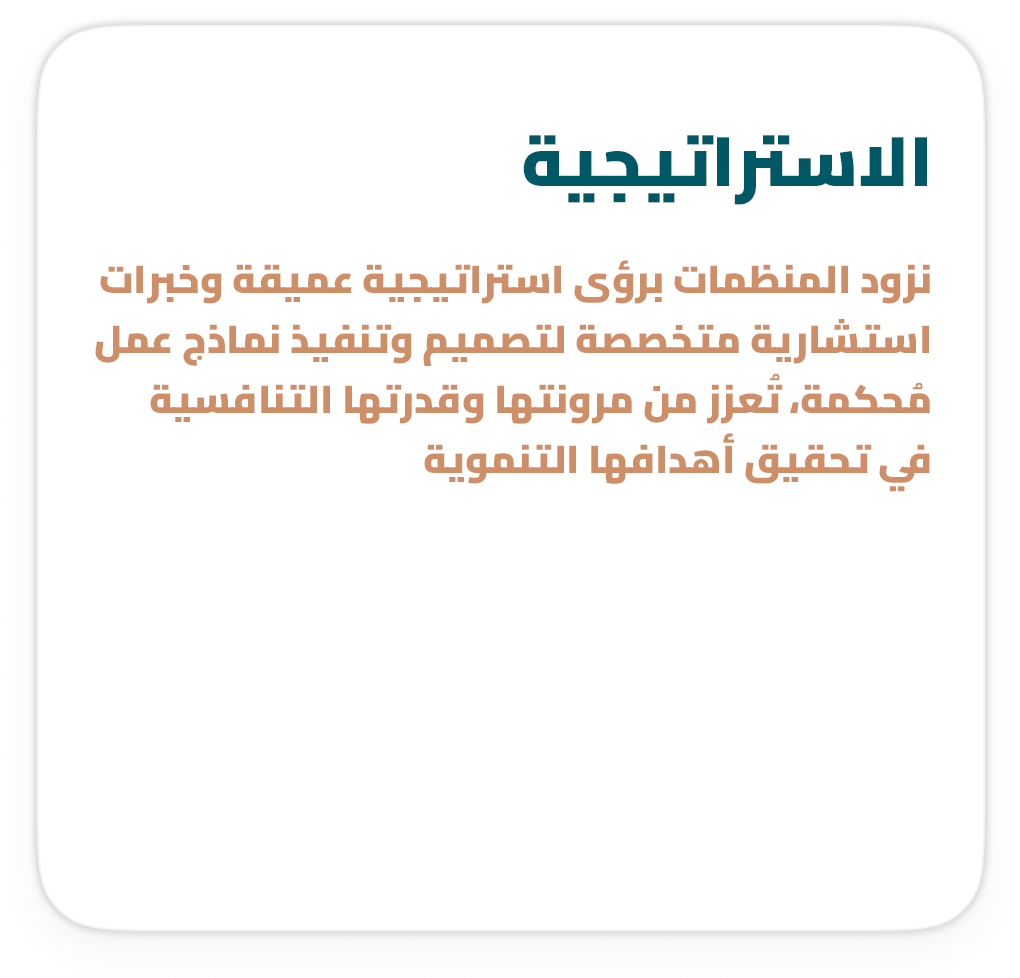 الاستراتيجية
نزود المنظمات برؤى استراتيجية عميقة وخبرات
استشارية متخصصة لتصميم وتنفيذ نماذج عمل
مُحكمة، تُعزز من مرونتها وقدرتها التنافسية
في تحقيق أهدافها التنموية